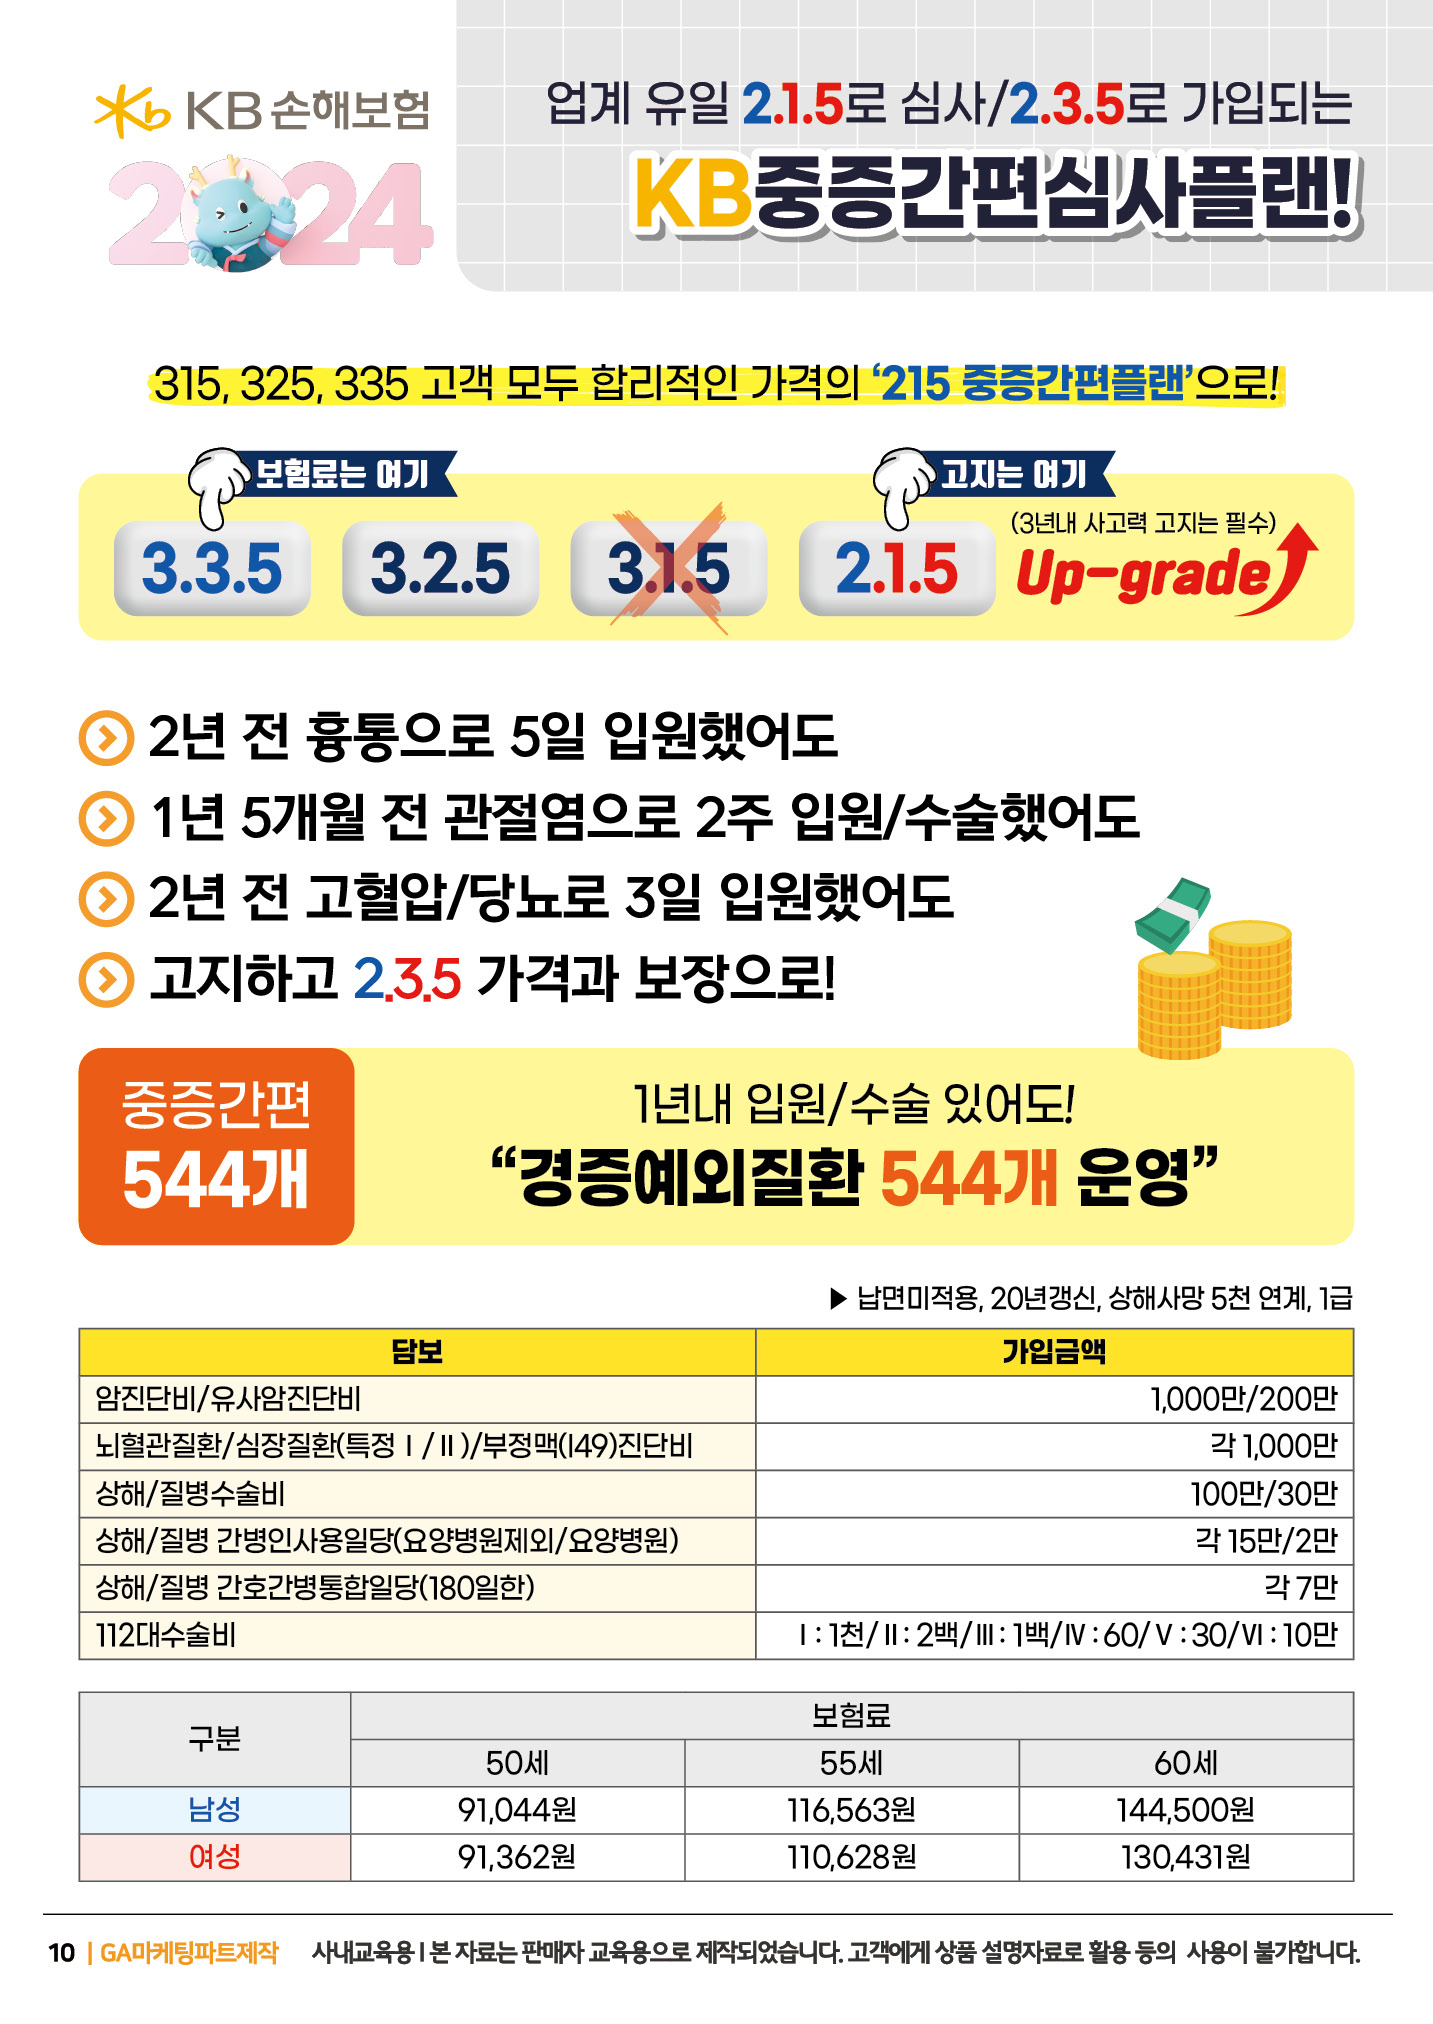 KB 손해보험
2024
업계 유일 2.1.5로 심사/2.3.5로 가입되는
KB중증간편심사플랜!
315, 325, 335 고객 모두 합리적인 가격의 ‘215 중증간편플랜’으로!
보험료는 여기
고지는 여기
3.3.5
3.2.5
3.1.5
2.1.5
(3년내 사고력 고지는 필수)
Up-grade
2년 전 흉통으로 5일 입원했어도
1년 5개월 전 관절염으로 2주 입원/수술했어도
2년 전 고혈압/당뇨로 3일 입원했어도
고지하고 2.3.5 가격과 보장으로!
중증간편
544개
1년내 입원/수술 있어도!
“경증예외질환 544개 운영”
▶ 납면미적용, 20년갱신, 상해사망 5천 연계, 1급
담보 가입금액
암진단비/유사암진단비 1,000만/200만
뇌혈관질환/심장질환(특정Ⅰ/Ⅱ)/부정맥(I49)진단비 각 1,000만
상해/질병수술비 100만/30만
상해/질병 간병인사용일당(요양병원제외/요양병원) 각 15만/2만
상해/질병 간호간병통합일당(180일한) 각 7만
112대수술비 Ⅰ: 1천/Ⅱ: 2백/Ⅲ: 1백/Ⅳ: 60/Ⅴ: 30/Ⅵ: 10만
구분 보험료
50세 55세 60세
남성 91,044원 116,563원 144,500원
여성 91,362원 110,628원 130,431원
10 | GA마케팅파트제작 사내교육용 I 본 자료는 판매자 교육용으로 제작되었습니다. 고객에게 상품 설명자료로 활용 등의 사용이 불가합니다.